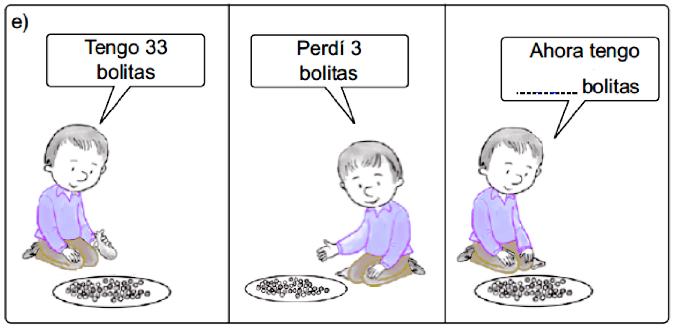 e)
Tengo 33
bolitas
Perdí 3
bolitas
Ahora tengo
.............. bolitas